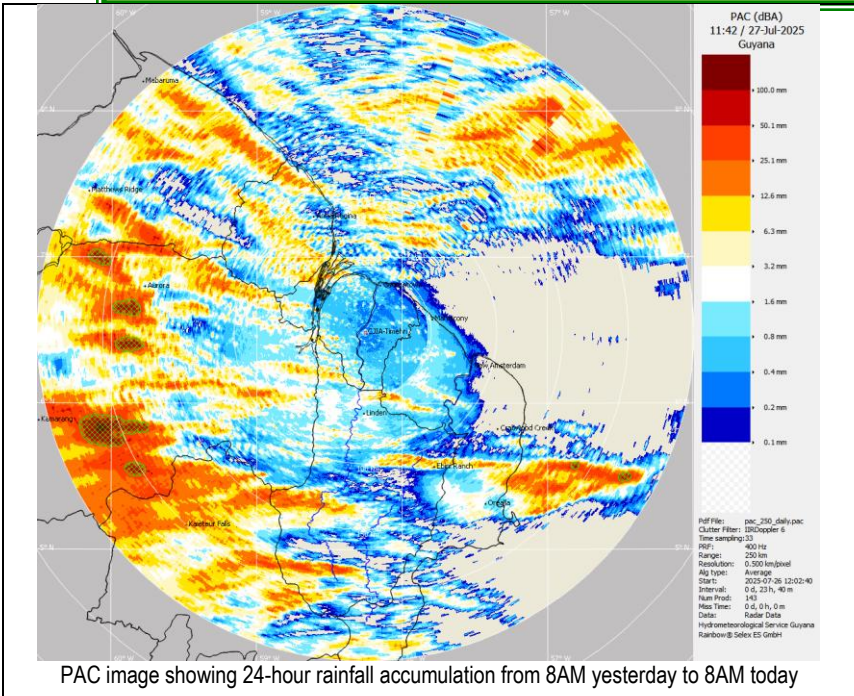 60° W
59° W
57° W
PAC (dBA)
11:42 / 27-Jul-2025
Guyana
100.0 mm
50.1 mm
25.1 mm
12.6 mm
6.3 mm
3.2 mm
1.6 mm
0.8 mm
0.4 mm
0.2 mm
0.1 mm
Mabaruma
Matthews Ridge
Aurora
Linden
Ebini Ranch
Orealla
Kaieteur Falls
Pdf File: pac_250_daily.pac
Clutter Filter: IIRDoppler 6
Time sampling:33
PRF: 400 Hz
Range: 250 km
Resolution: 0.500 km/pixel
Alg type: Average
Start: 2025-07-26 12:02:40
Interval: 0 d, 23 h, 40 m
Num Prod: 143
Miss Time: 0 d, 0 h, 0 m
Data: Radar Data
Hydrometeorological Service Guyana
Rainbow® Selex ES GmbH
60° W
59° W
57° W
PAC image showing 24-hour rainfall accumulation from 8AM yesterday to 8AM today